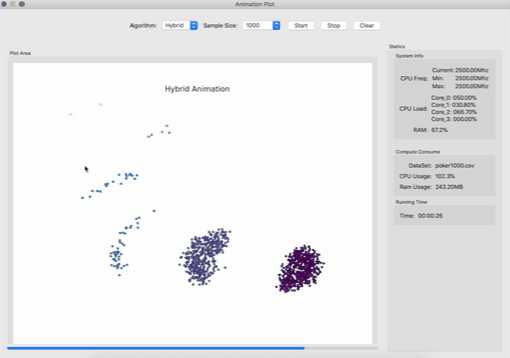 Animation Plot
Algorithm: Hybrid Sample Size: 1000 Start Stop Clear
Plot Area
Hybrid Animation
Statics
System Info
CPU Freq:
Current: 2500.00Mhz
Min: 2500.00Mhz
Max: 2500.00Mhz
CPU Load:
Core_0: 050.00%
Core_1: 030.80%
Core_2: 066.70%
Core_3: 000.00%
RAM: 67.2%
Compute Consume
DataSet: poker1000.csv
CPU Usage: 102.3%
Ram Usage: 243.20MB
Running Time
Time: 00:00:26